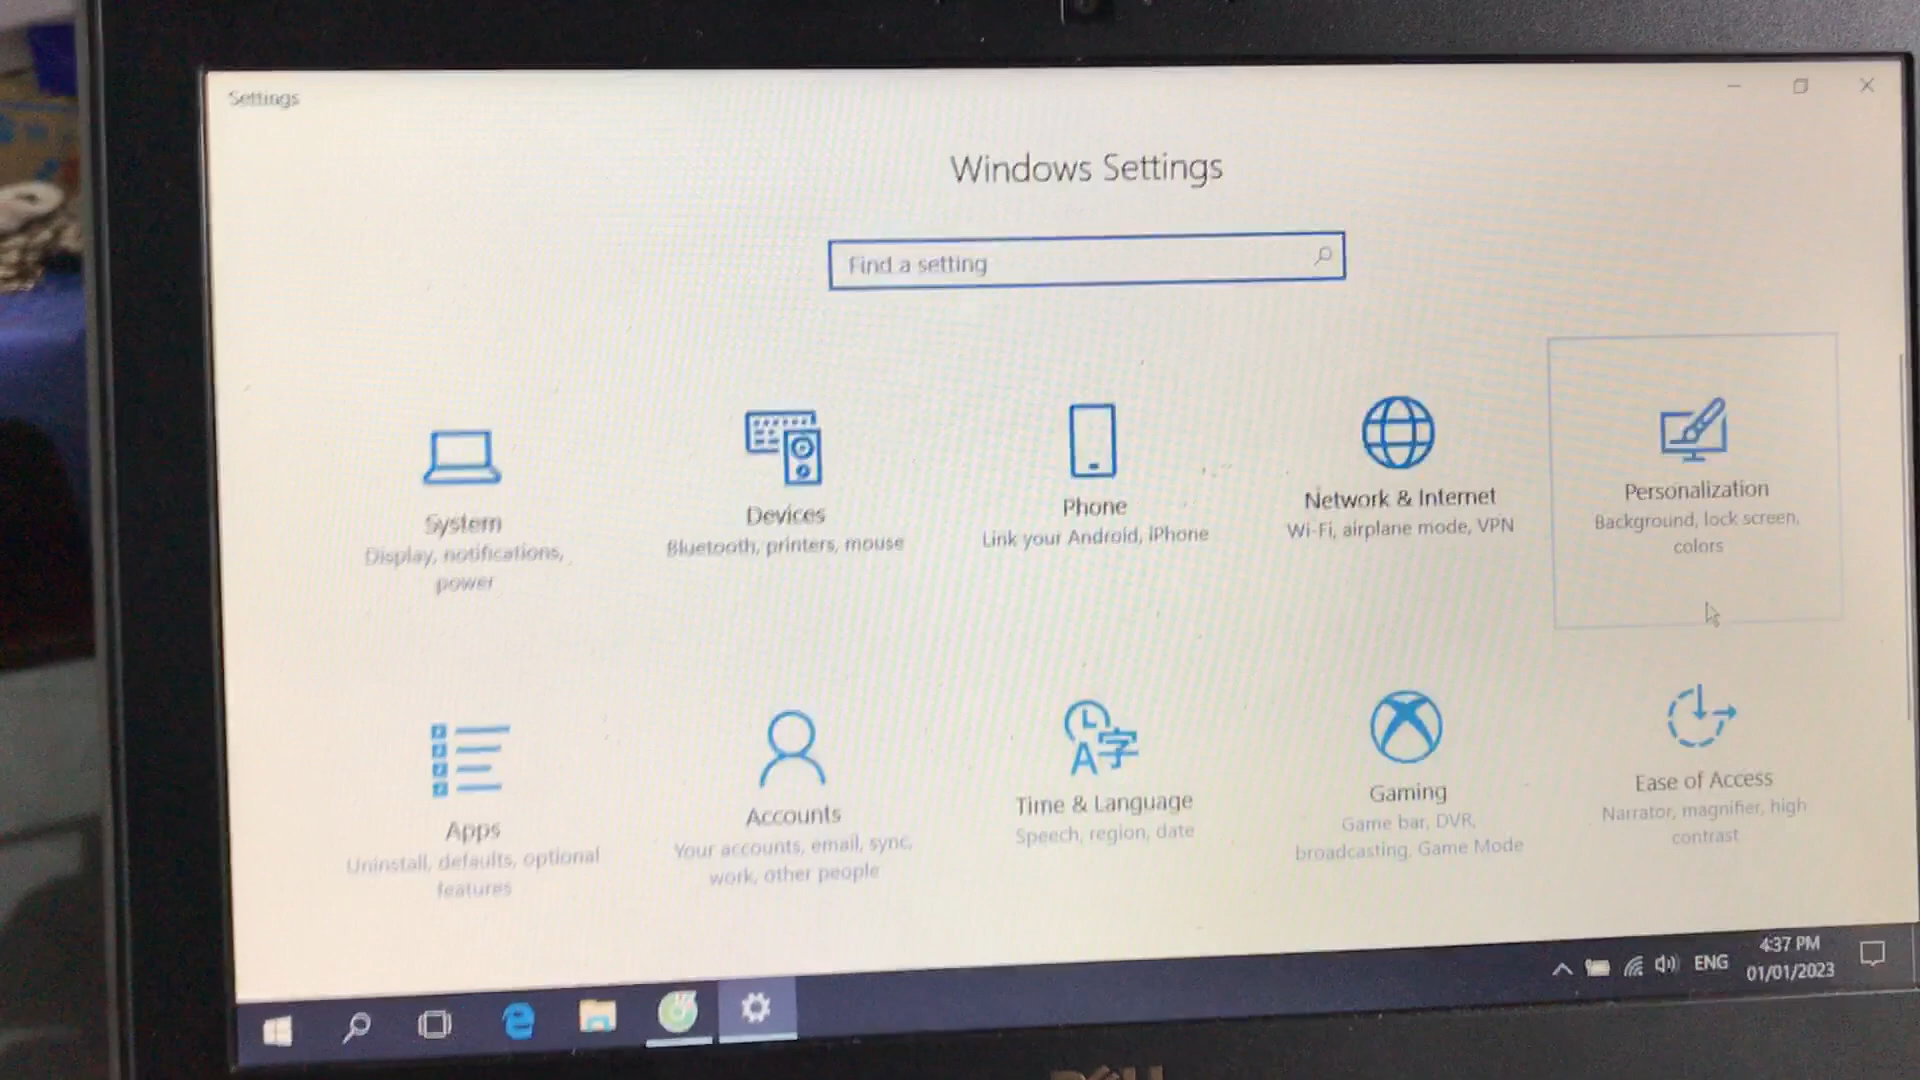 Settings
Windows Settings
Find a setting
System
Display, notifications,
power
Devices
Bluetooth, printers, mouse
Phone
Link your Android, iPhone
Network & Internet
Wi-Fi, airplane mode, VPN
Personalization
Background, lock screen,
colors
Apps
Uninstall, defaults, optional
features
Accounts
Your accounts, email, sync,
work, other people
Time & Language
Speech, region, date
Gaming
Game bar, DVR,
broadcasting, Game Mode
Ease of Access
Narrator, magnifier, high
contrast
ENG
4:37 PM
01/01/2023
DELL